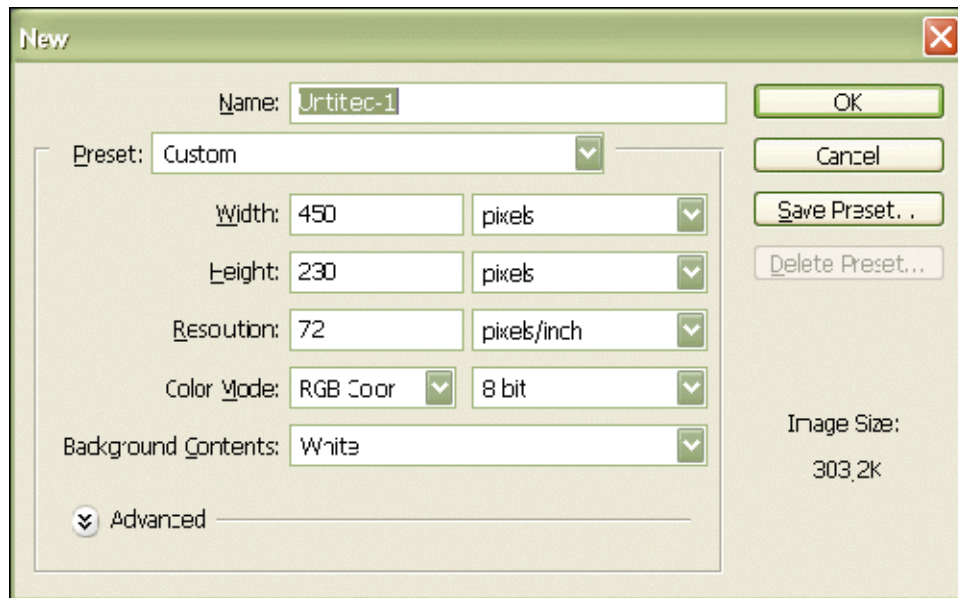 New
Name: Urtitec-1
OK
Preset: Custom
Cancel
Width: 450 pixels
Save Preset...
Height: 230 pixels
Delete Preset...
Resoution: 72 pixels/inch
Color Mode: RGB Coor 8 bit
Image Size:
Background Contents: White
303,2K
Advanced